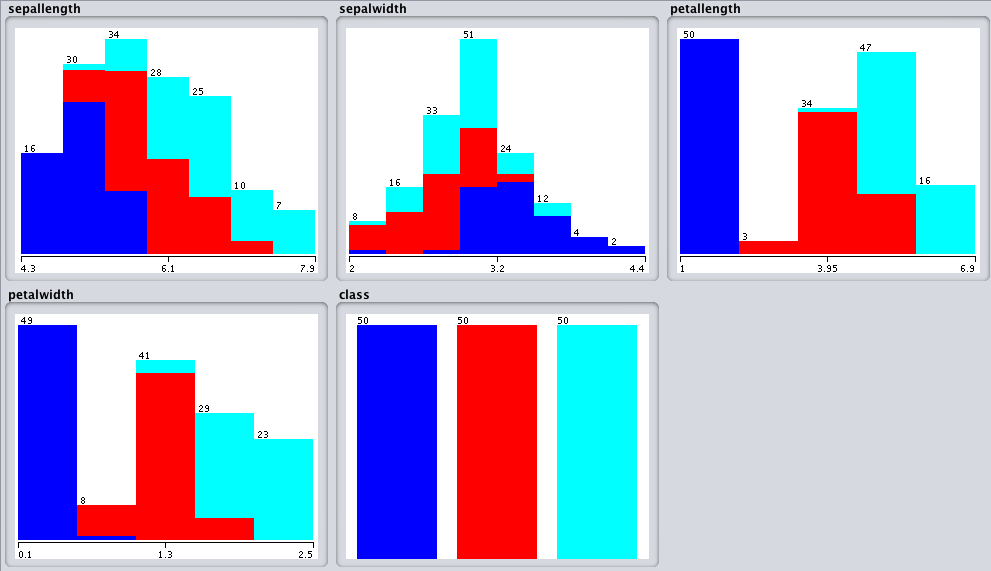 sepallength
34
30
28
25
16
10
7
4.3 6.1 7.9
sepalwidth
51
33
24
16
12
8
4
2
2 3.2 4.4
petallength
50
47
34
16
3
1 3.95 6.9
petalwidth
49
41
29
23
8
0.1 1.3 2.5
class
50 50 50